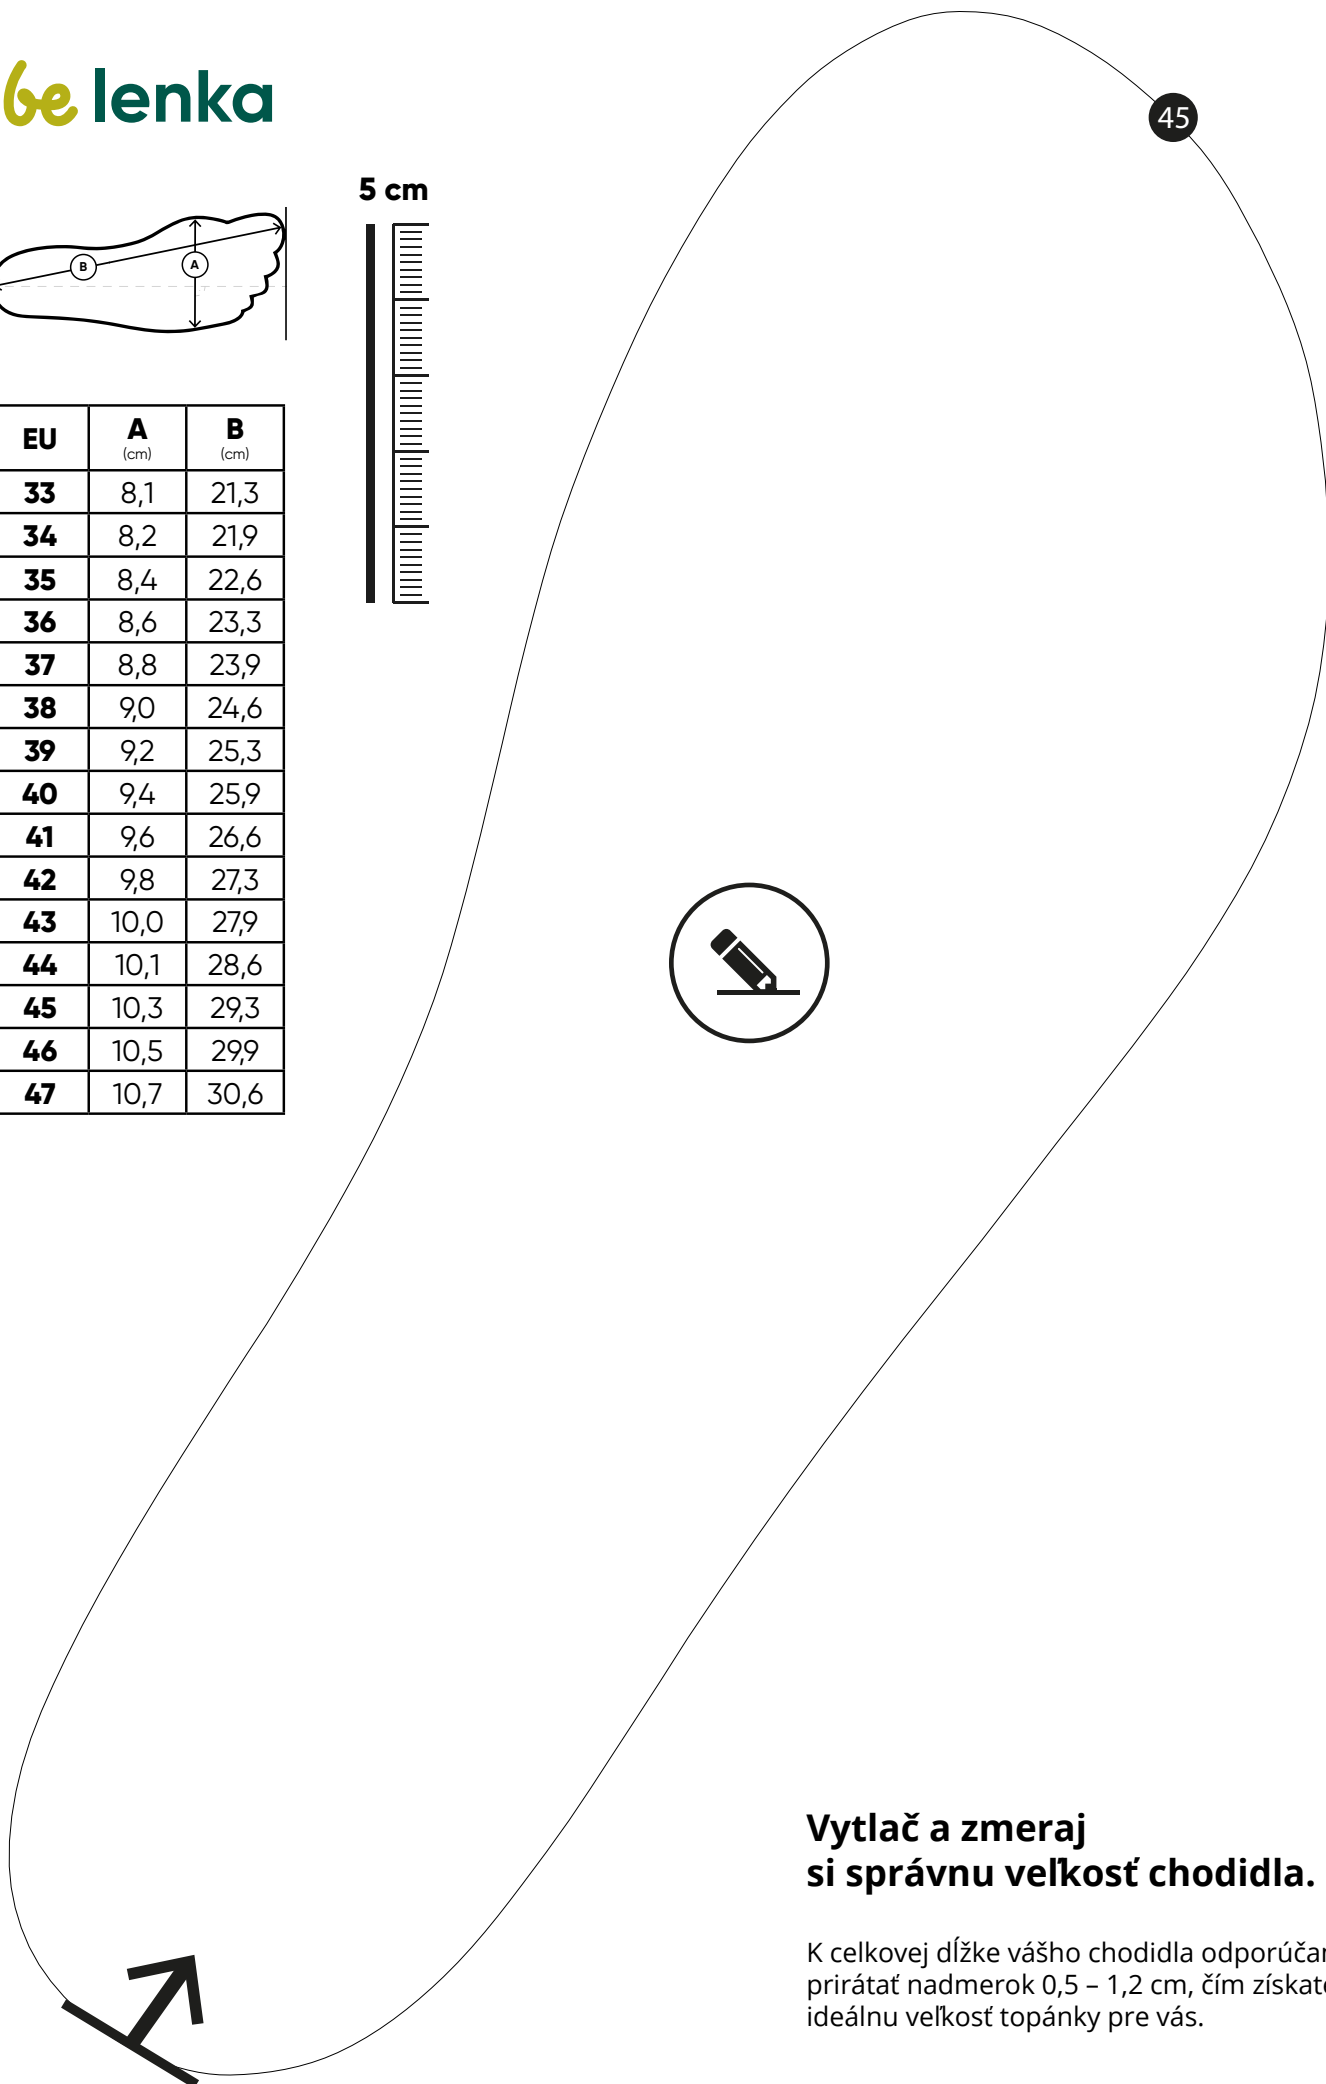 be lenka
45
5 cm
B
A
EU A (cm) B (cm)
33 8,1 21,3
34 8,2 21,9
35 8,4 22,6
36 8,6 23,3
37 8,8 23,9
38 9,0 24,6
39 9,2 25,3
40 9,4 25,9
41 9,6 26,6
42 9,8 27,3
43 10,0 27,9
44 10,1 28,6
45 10,3 29,3
46 10,5 29,9
47 10,7 30,6
Vytlač a zmeraj
si správnu veľkosť chodidla.
K celkovej dĺžke vášho chodidla
prirátať nadmerok 0,5 – 1,2 cm, čím
ideálnu veľkosť topánky pre vás.